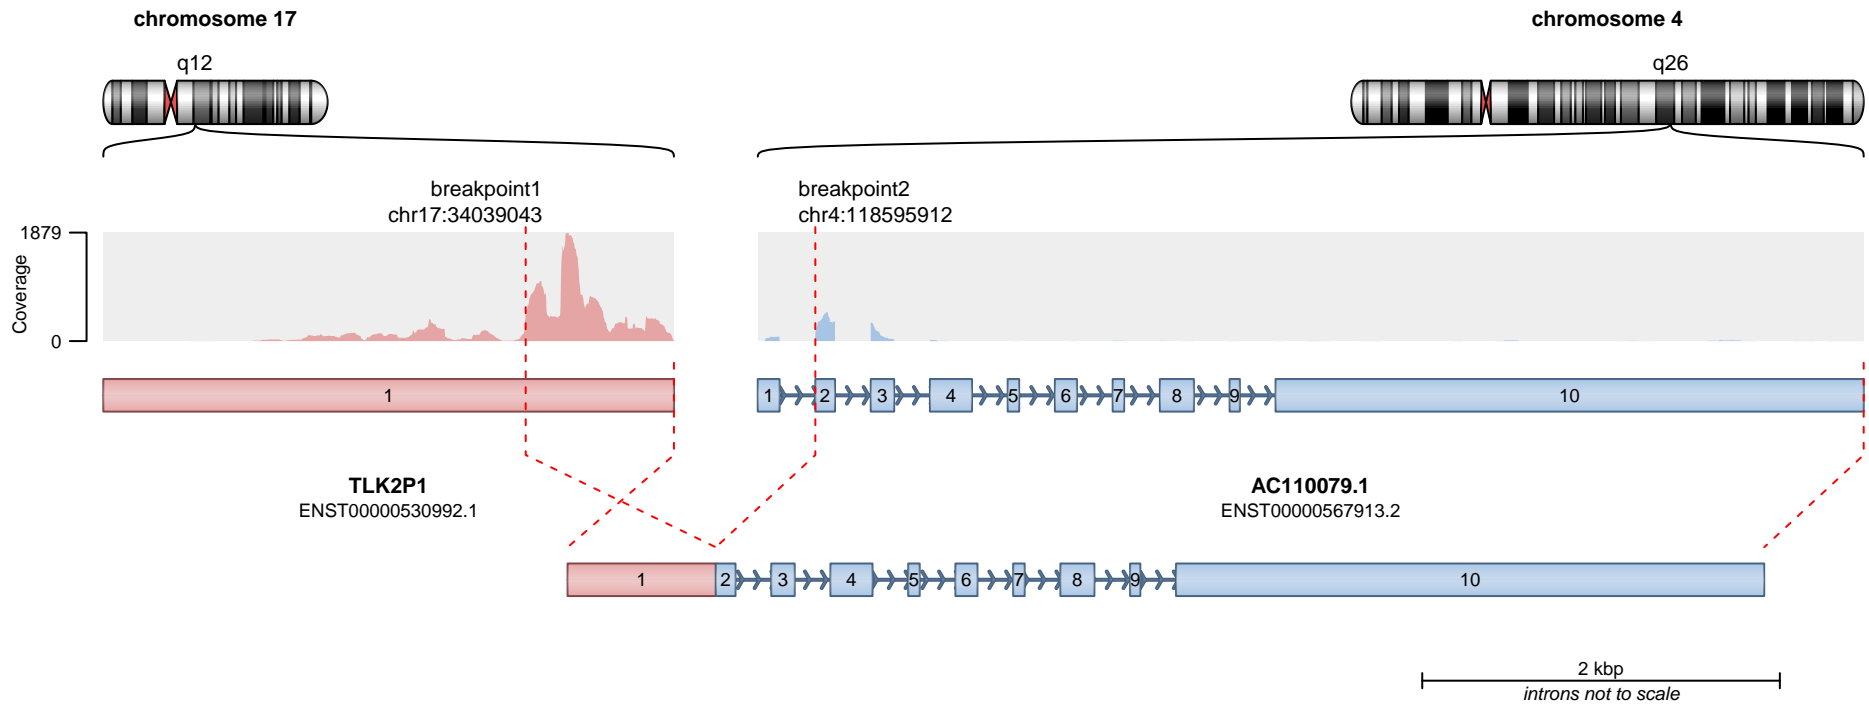 chromosome 17
chromosome 4
q12
q26
breakpoint1
chr17:34039043
breakpoint2
chr4:118595912
1879
0
Coverage
1
1 2 3 4 5 6 7 8 9 10
TLK2P1
ENST00000530992.1
AC110079.1
ENST00000567913.2
1 2 3 4 5 6 7 8 9 10
2 kbp
introns not to scale